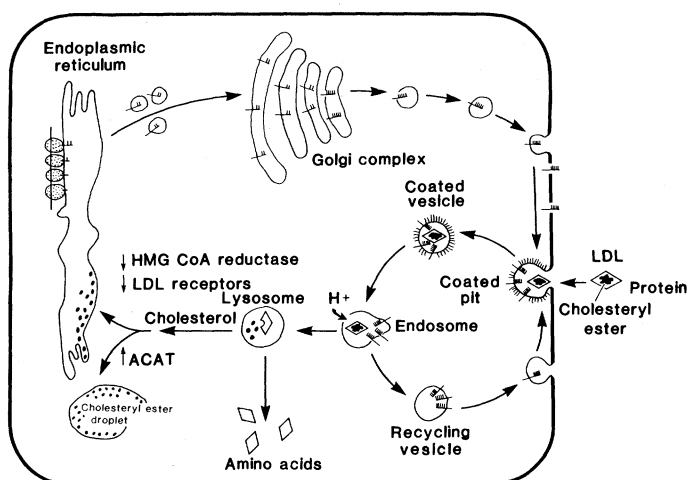 Endoplasmic
reticulum
Golgi complex
Coated
vesicle
↓ HMG CoA reductase
↓ LDL receptors
Lysosome
H+
Coated
pit
LDL
Protein
Cholesteryl
ester
Cholesterol
Endosome
↑ ACAT
Cholesteryl ester
droplet
Recycling
vesicle
Amino acids